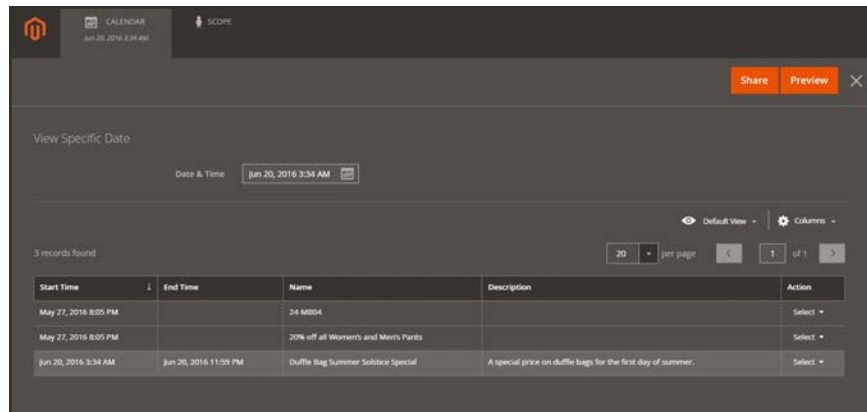 CALENDAR
Jun 20, 2016 3:34 AM
SCOPE
Share
Preview
View Specific Date
Date & Time
Jun 20, 2016 3:34 AM
Default View
Columns
3 records found
20
per page
1
of 1
Start Time End Time Name Description Action
May 27, 2016 8:05 PM 24-MB04 Select
May 27, 2016 8:05 PM 20% off all Women's and Men's Pants Select
Jun 20, 2016 3:34 AM Jun 20, 2016 11:59 PM Duffle Bag Summer Solstice Special A special price on duffle bags for the first day of summer. Select